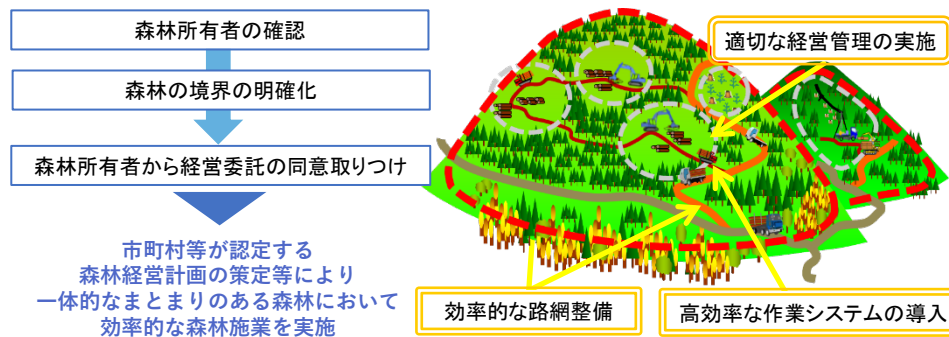 森林所有者の確認
森林の境界の明確化
森林所有者から経営委託の同意取りつけ
市町村等が認定する
森林経営計画の策定等により
一体的なまとまりのある森林において
効率的な森林施業を実施
適切な経営管理の実施
効率的な路網整備
高効率な作業システムの導入